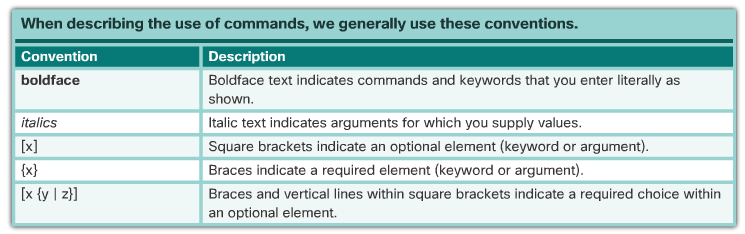 When describing the use of commands, we generally use these conventions.
Convention Description
boldface Boldface text indicates commands and keywords that you enter literally as
shown.
italics Italic text indicates arguments for which you supply values.
[x] Square brackets indicate an optional element (keyword or argument).
{x} Braces indicate a required element (keyword or argument).
[x {y | z}] Braces and vertical lines within square brackets indicate a required choice within
an optional element.